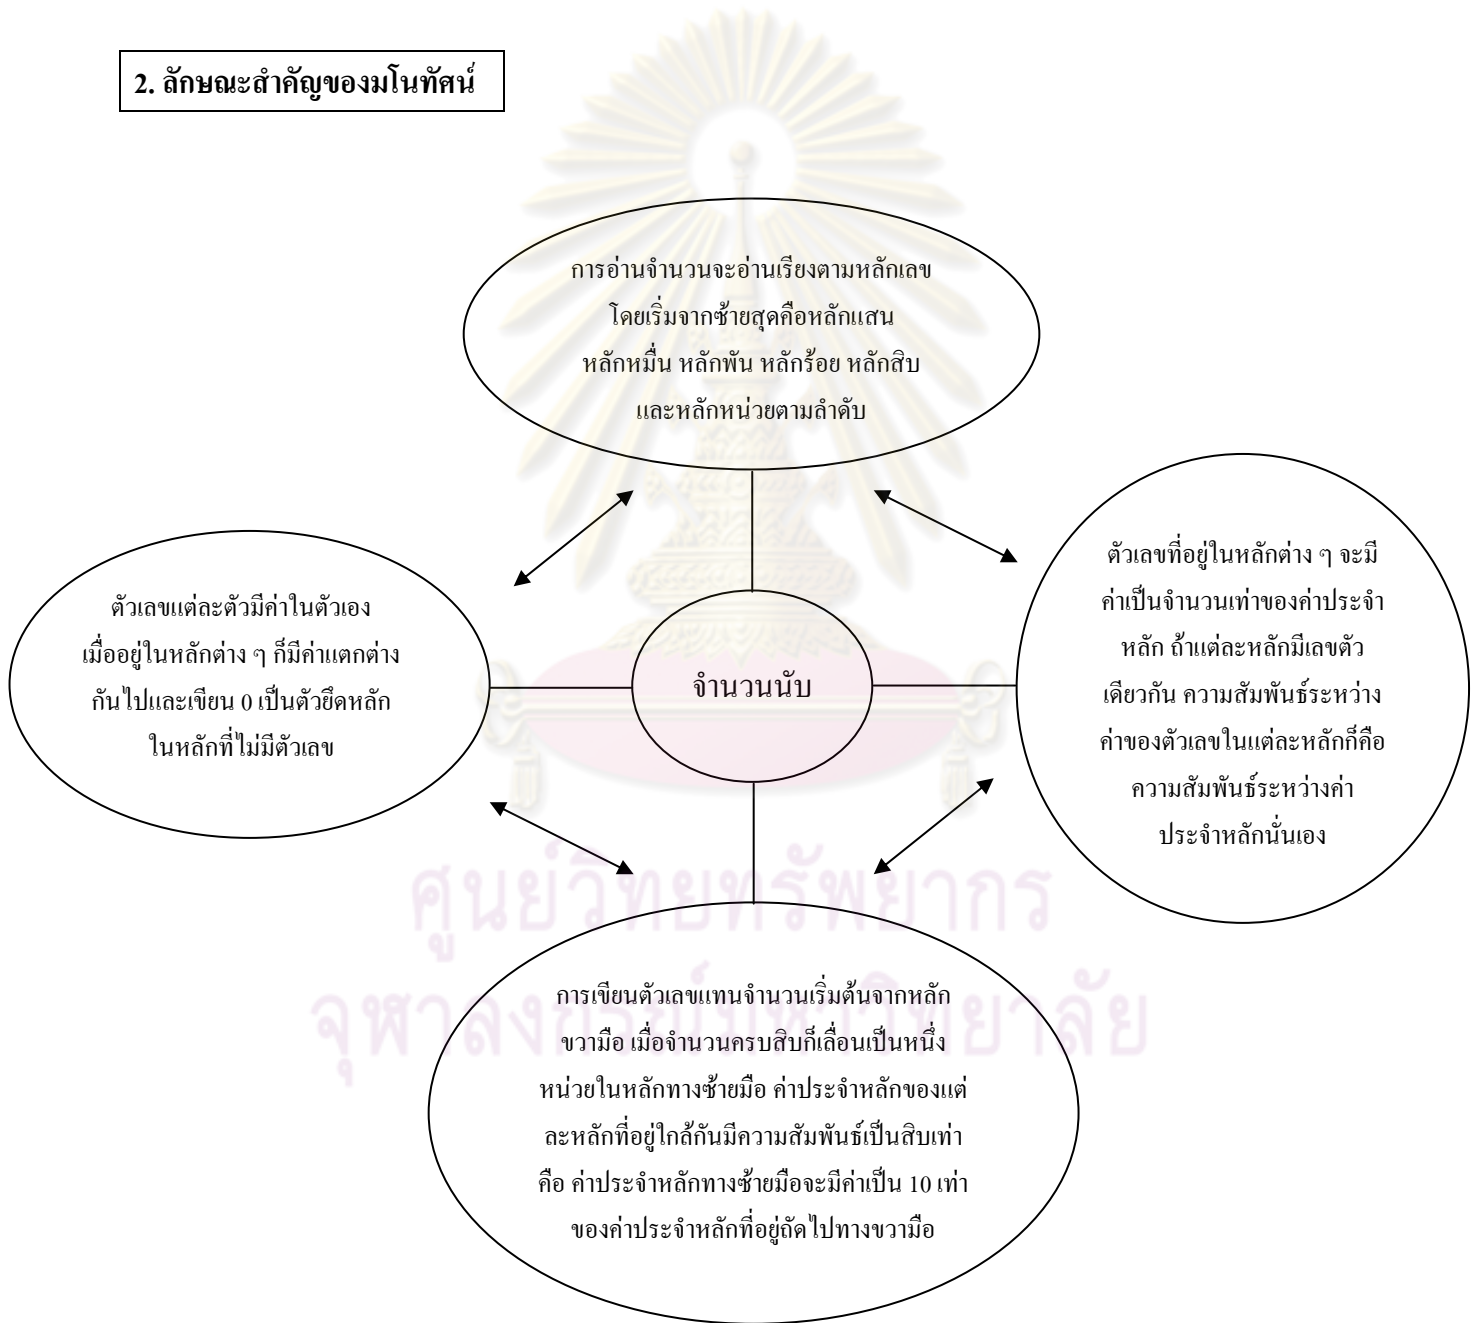 2. ลักษณะสำคัญของมโนทัศน์
การอ่านจำนวนจะอ่านเรียงตามหลักเลข
โดยเริ่มจากซ้ายสุดคือหลักแสน
หลักหมื่น หลักพัน หลักร้อย หลักสิบ
และหลักหน่วยตามลำดับ
ตัวเลขแต่ละตัวมีค่าในตัวเอง
เมื่ออยู่ในหลักต่าง ๆ ก็มีค่าแตกต่าง
กันไปและเขียน 0 เป็นตัวยึดหลัก
ในหลักที่ไม่มีตัวเลข
จำนวนนับ
ตัวเลขที่อยู่ในหลักต่าง ๆ จะมี
ค่าเป็นจำนวนเท่าของค่าประจำ
หลัก ถ้าแต่ละหลักมีเลขตัว
เดียวกัน ความสัมพันธ์ระหว่าง
ค่าของตัวเลขในแต่ละหลักก็คือ
ความสัมพันธ์ระหว่างค่า
ประจำหลักนั่นเอง
การเขียนตัวเลขแทนจำนวนเริ่มต้นจากหลัก
ขวามือ เมื่อจำนวนครบสิบก็เลื่อนเป็นหนึ่ง
หน่วยในหลักทางซ้ายมือ ค่าประจำหลักของแต่
ละหลักที่อยู่ใกล้กันมีความสัมพันธ์เป็นสิบเท่า
คือ ค่าประจำหลักทางซ้ายมือจะมีค่าเป็น 10 เท่า
ของค่าประจำหลักที่อยู่ถัดไปทางขวามือ
ศูนย์วิทยทรัพยากร
จุฬาลงกรณ์มหาวิทยาลัย